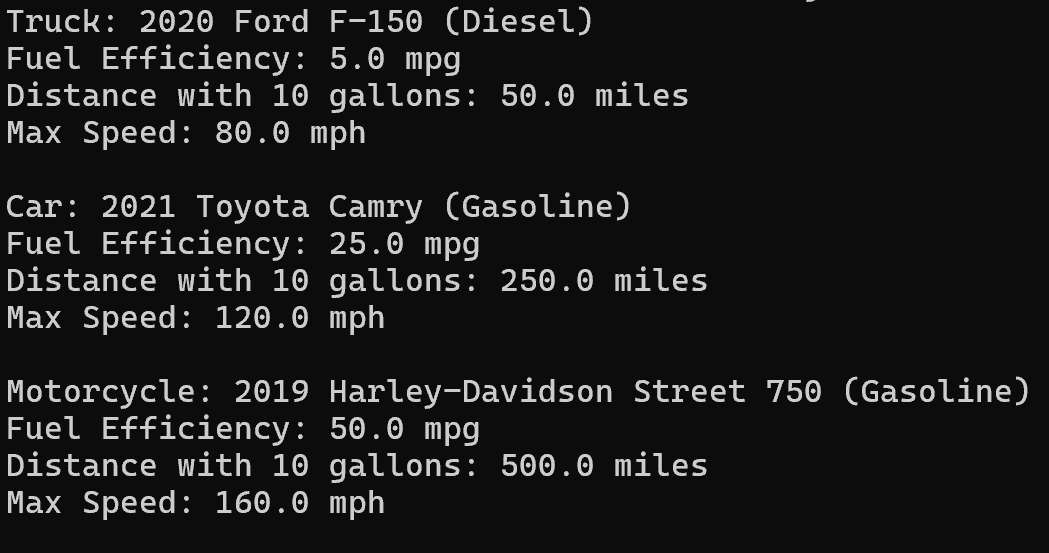 Truck: 2020 Ford F-150 (Diesel)
Fuel Efficiency: 5.0 mpg
Distance with 10 gallons: 50.0 miles
Max Speed: 80.0 mph
Car: 2021 Toyota Camry (Gasoline)
Fuel Efficiency: 25.0 mpg
Distance with 10 gallons: 250.0 miles
Max Speed: 120.0 mph
Motorcycle: 2019 Harley-Davidson Street 750 (Gasoline)
Fuel Efficiency: 50.0 mpg
Distance with 10 gallons: 500.0 miles
Max Speed: 160.0 mph